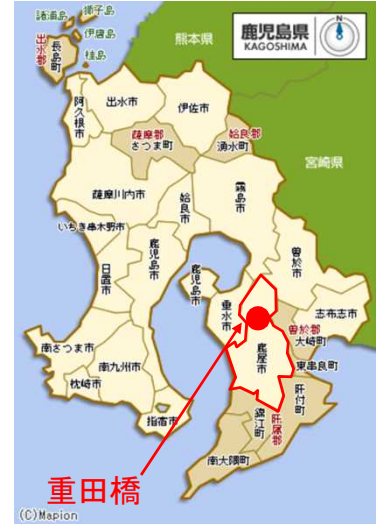 諸浦島
獅子島
伊唐島
桂島
出水郡
長島町
熊本県
鹿児島県
KAGOSHIMA
N
阿久根市
出水市
伊佐市
薩摩郡
さつま町
姶良郡
湧水町
宮崎県
薩摩川内市
姶良市
霧島市
いちき串木野市
日置市
鹿児島市
鹿児島市
垂水市
曽於市
志布志市
曽於郡
大崎町
鹿屋市
東串良町
南さつま市
南九州市
枕崎市
指宿市
肝付町
錦江町
肝属郡
南大隅町
重田橋
(C)Mapion